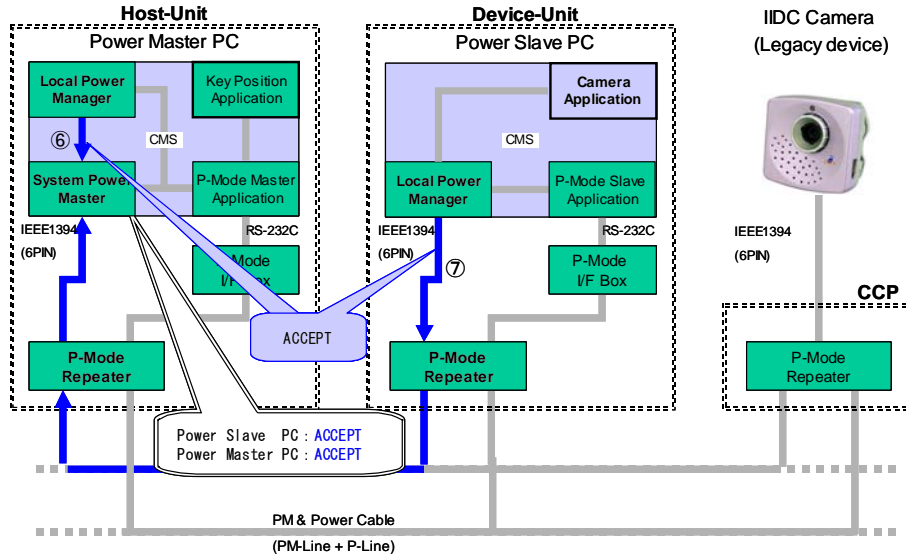 Host-Unit
Power Master PC
Local Power
Manager
Key Position
Application
⑥
CMS
System Power
Master
P-Mode Master
Application
IEEE1394
(6PIN)
RS-232C
P-Mode
I/F Box
P-Mode
Repeater
Device-Unit
Power Slave PC
Camera
Application
CMS
Local Power
Manager
P-Mode Slave
Application
IEEE1394
(6PIN)
RS-232C
⑦
P-Mode
I/F Box
ACCEPT
P-Mode
Repeater
Power Slave PC : ACCEPT
Power Master PC : ACCEPT
IIDC Camera
(Legacy device)
IEEE1394
(6PIN)
CCP
P-Mode
Repeater
PM & Power Cable
(PM-Line + P-Line)